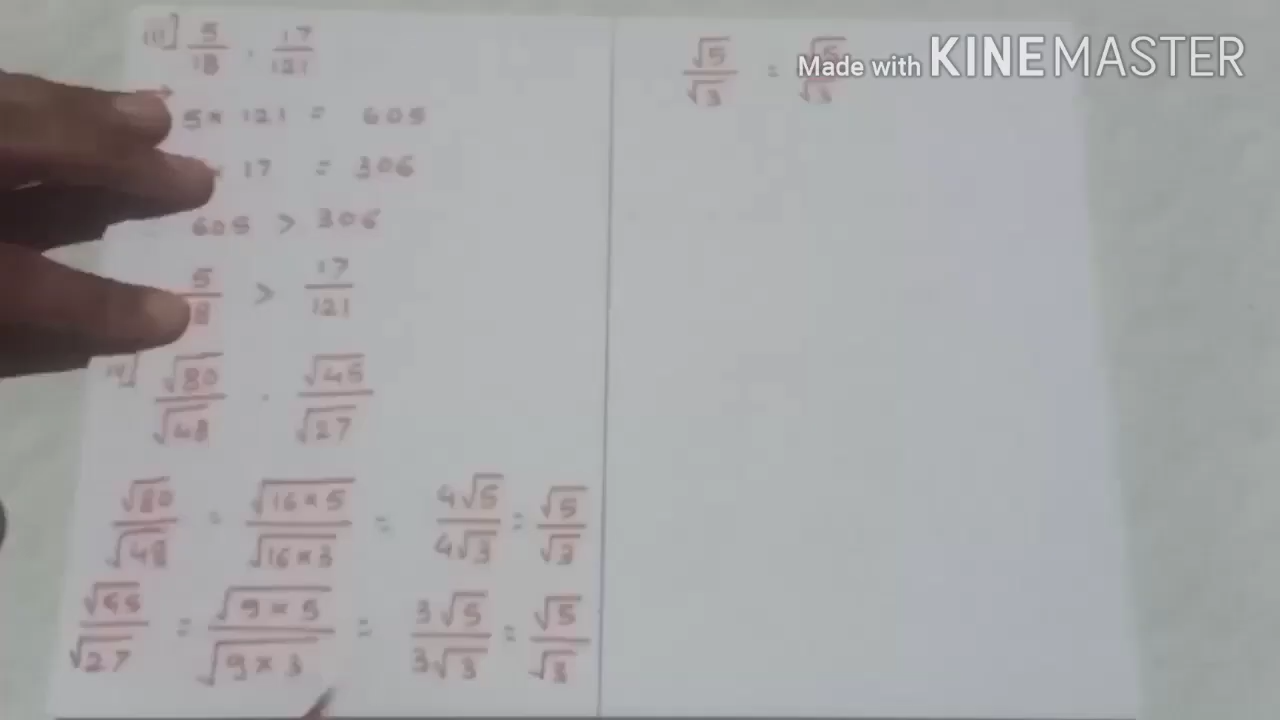 iii] 5/18 , 17/121
→
5 × 121 = 605
× 17 = 306
605 > 306
5/18 > 17/121
iv] √80/√48 , √45/√27
√80/√48 = √16×5/√16×3 = 4√5/4√3 = √5/√3
√45/√27 = √9×5/√9×3 = 3√5/3√3 = √5/√3
√5/√3 = √5/√3
Made with KINEMASTER